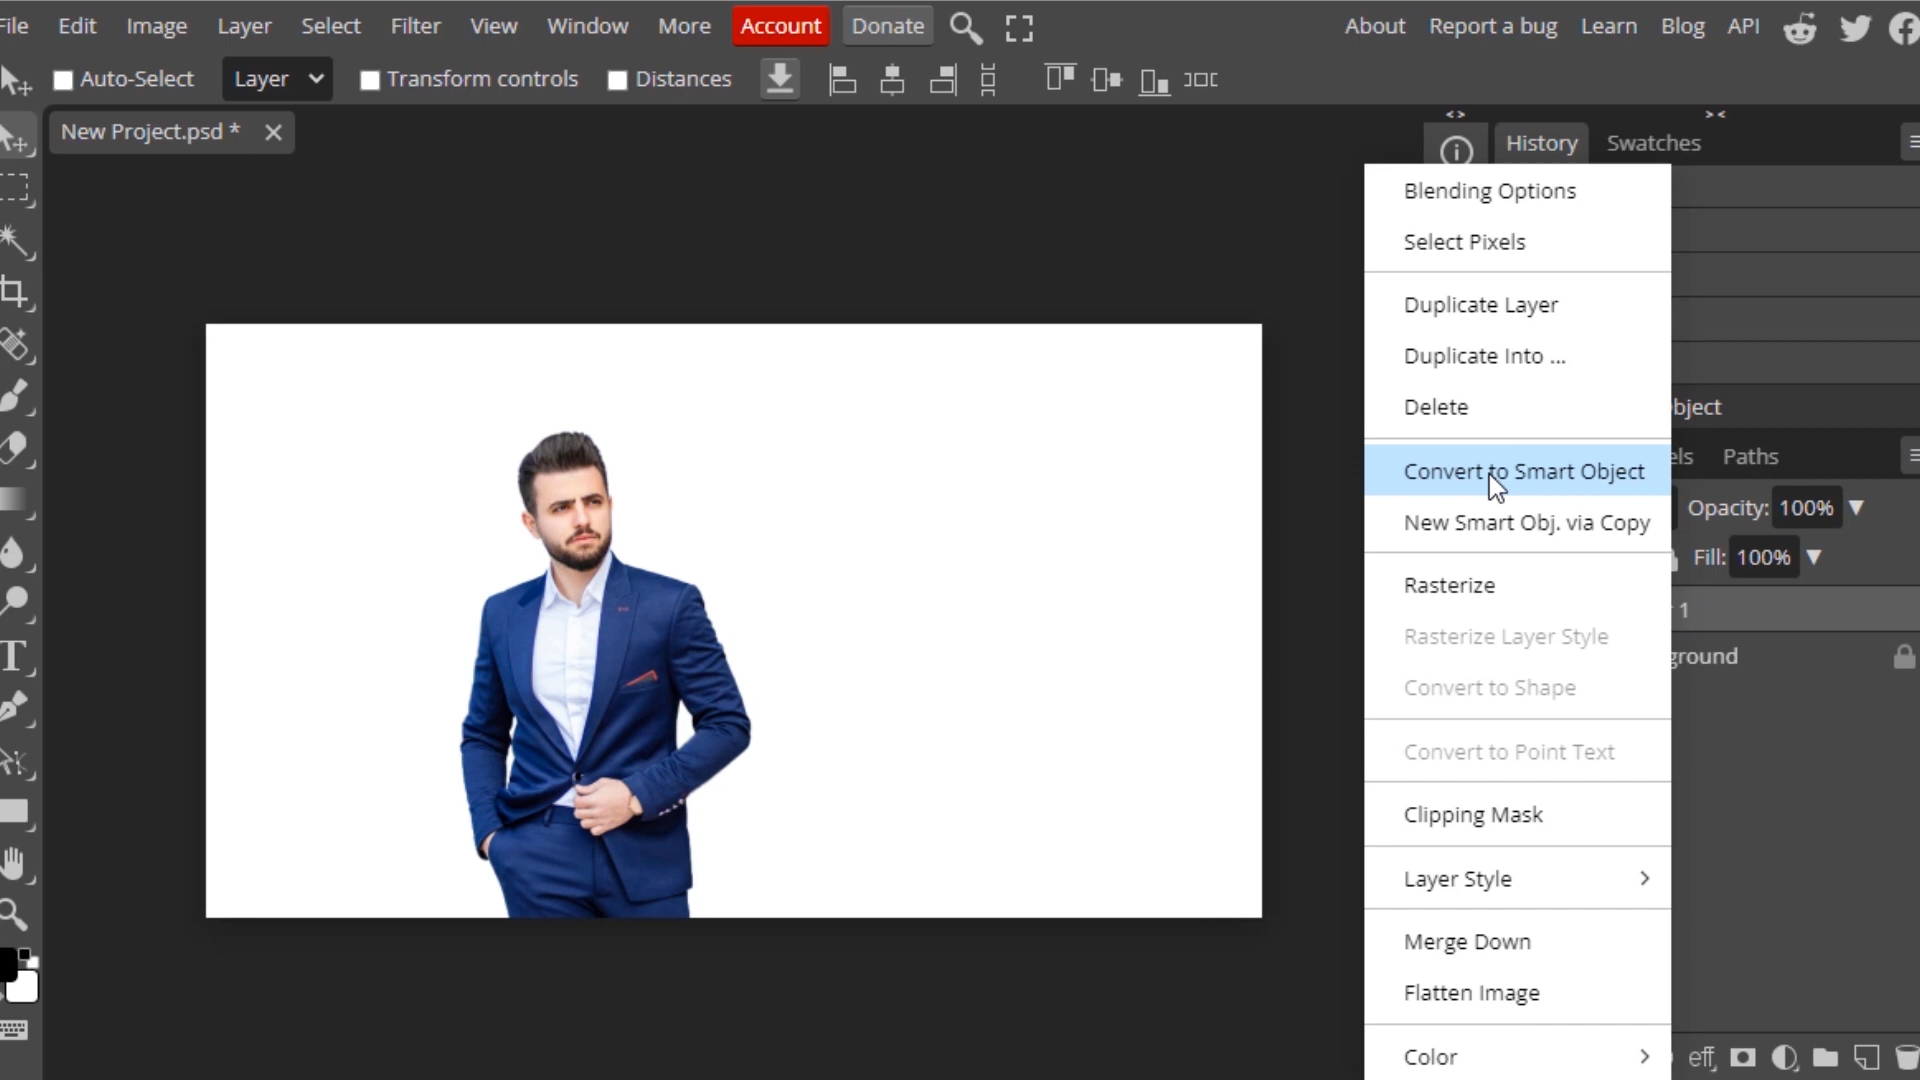 File Edit Image Layer Select Filter View Window More Account Donate About Report a bug Learn Blog API
Auto-Select Layer Transform controls Distances
New Project.psd *
History Swatches
Blending Options
Select Pixels
Duplicate Layer
Duplicate Into ...
Delete
bject
Convert to Smart Object
els Paths
New Smart Obj. via Copy
Opacity: 100%
Fill: 100%
Rasterize
1
Rasterize Layer Style
ground
Convert to Shape
Convert to Point Text
Clipping Mask
Layer Style
Merge Down
Flatten Image
Color
eff